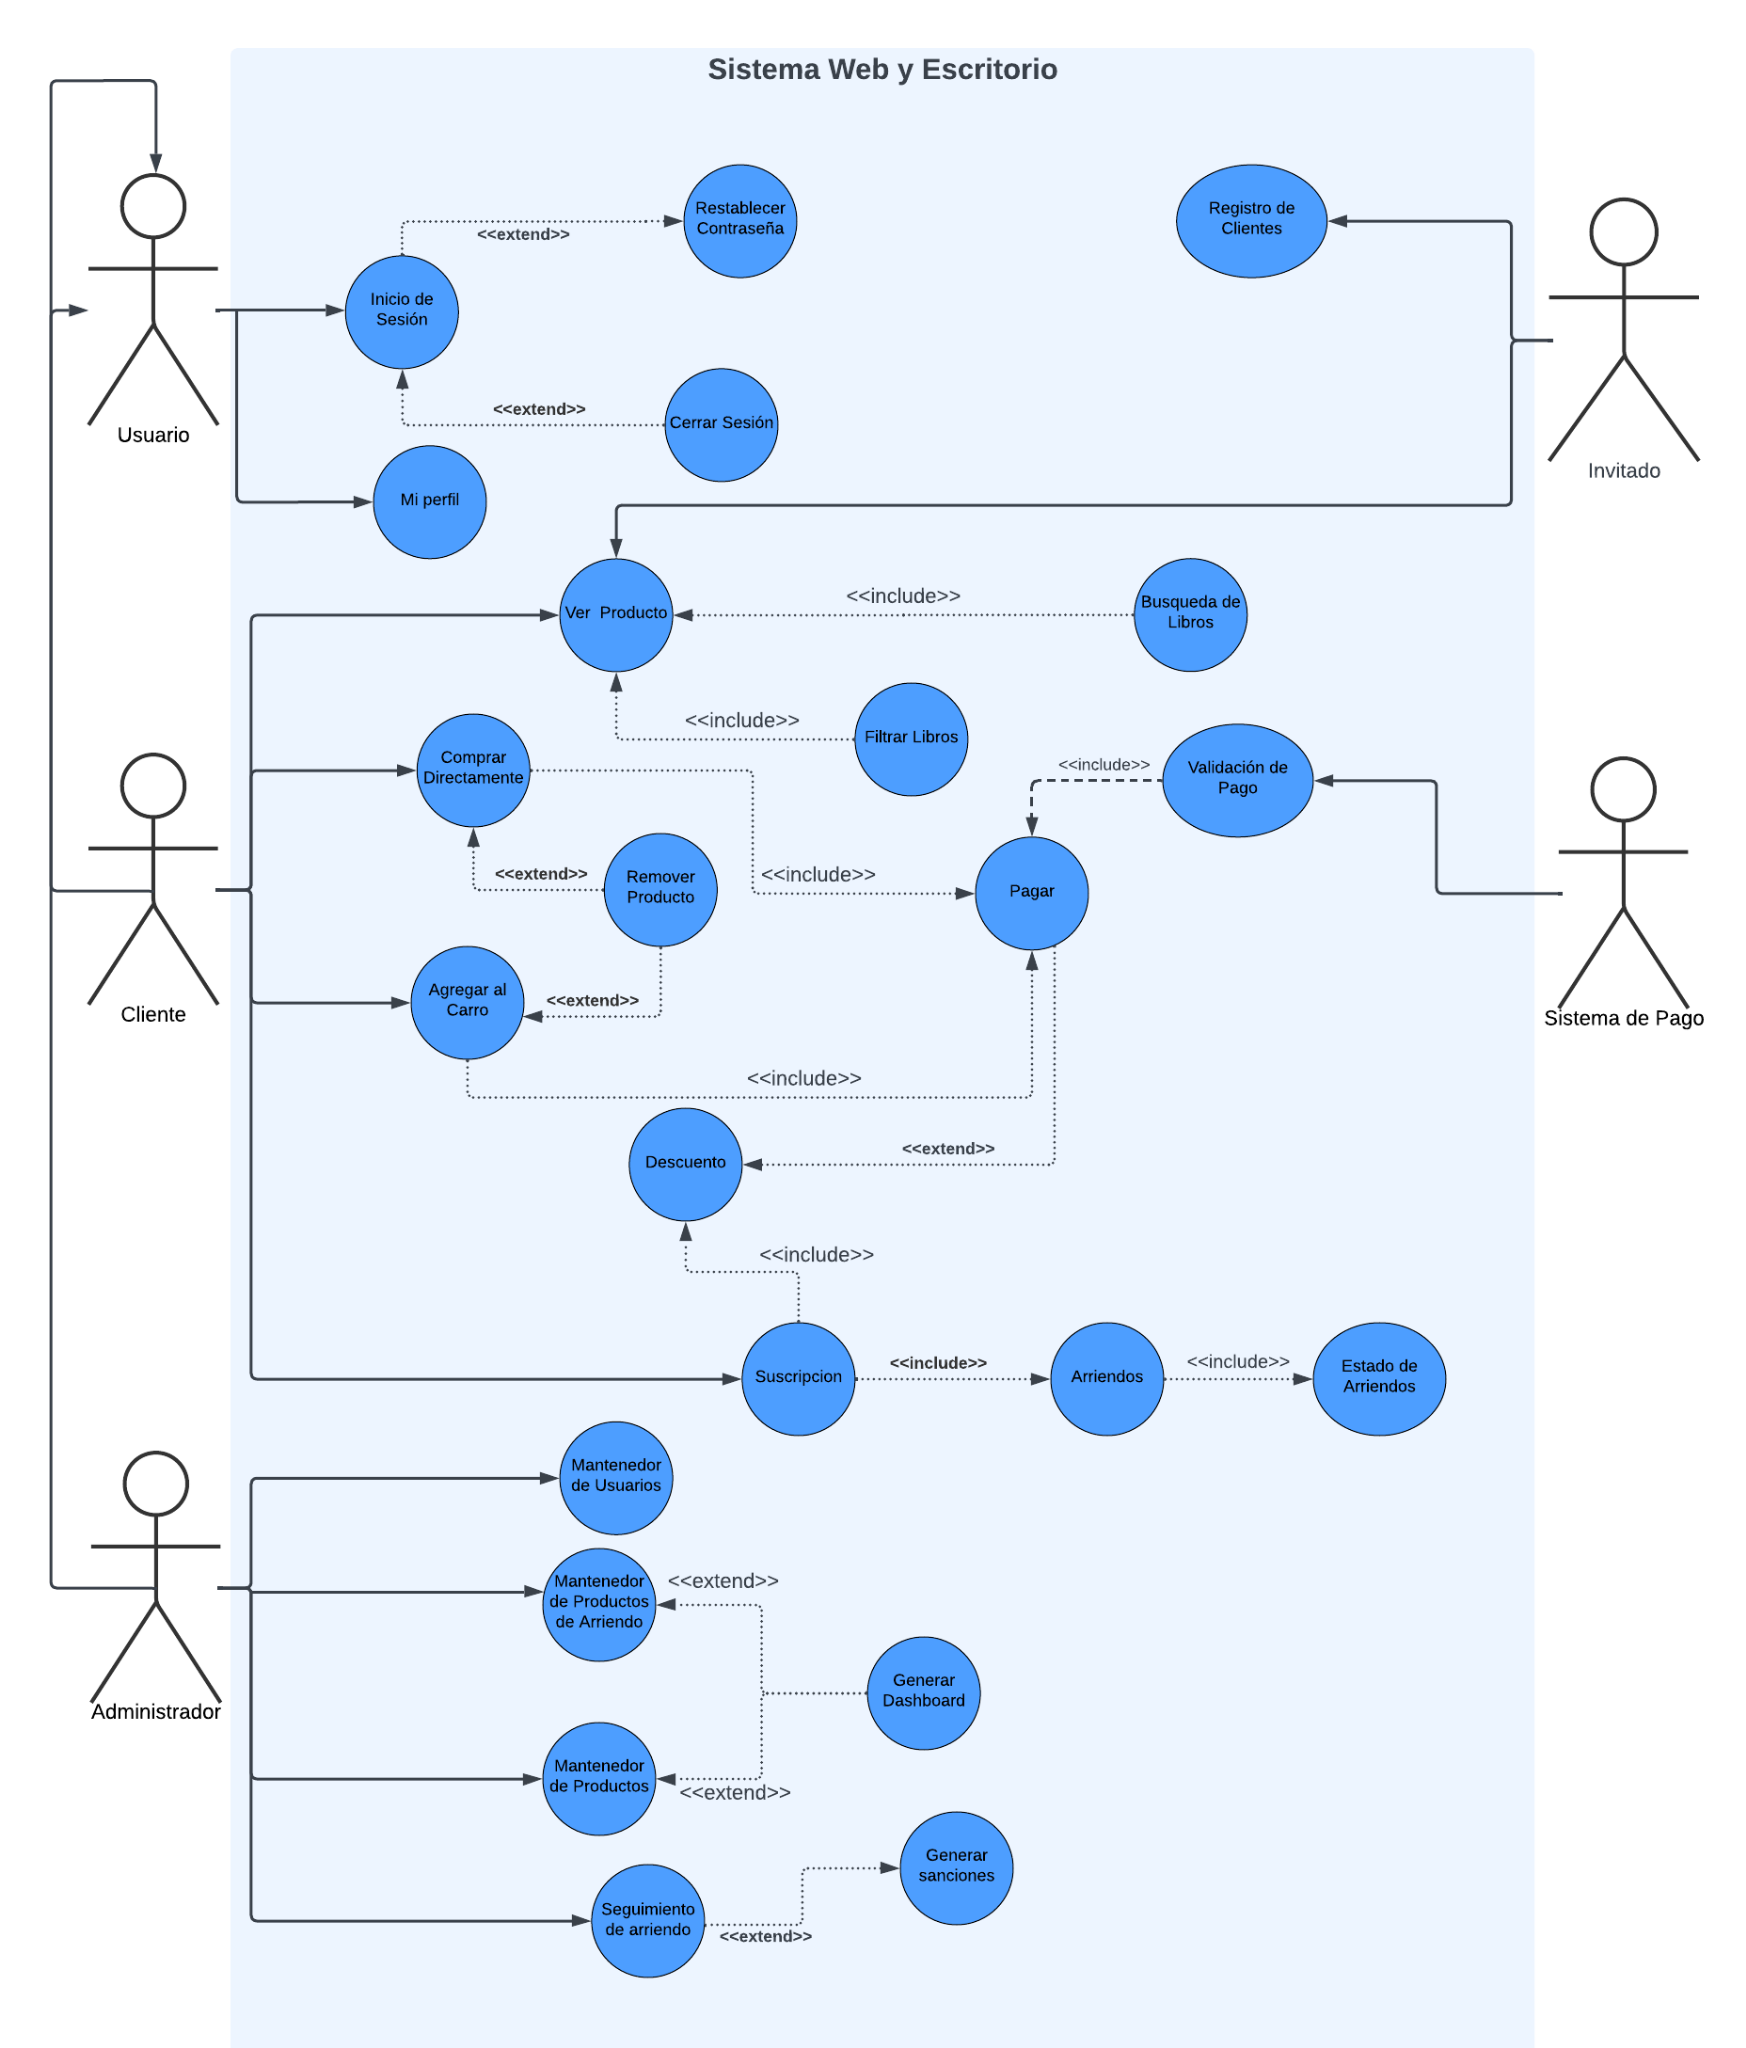 Sistema Web y Escritorio
Restablecer
Contraseña
Registro de
Clientes
<<extend>>
Inicio de
Sesión
<<extend>>
Cerrar Sesión
Usuario
Invitado
Mi perfil
<<include>>
Ver  Producto
Busqueda de
Libros
<<include>>
Filtrar Libros
Comprar
Directamente
<<include>>
Validación de
Pago
<<extend>>
Remover
Producto
<<include>>
Pagar
Agregar al
Carro
<<extend>>
Cliente
Sistema de Pago
<<include>>
Descuento
<<extend>>
<<include>>
Suscripcion
<<include>>
Arriendos
<<include>>
Estado de
Arriendos
Mantenedor
de Usuarios
Mantenedor
de Productos
de Arriendo
<<extend>>
Generar
Dashboard
Administrador
Mantenedor
de Productos
<<extend>>
Generar
sanciones
Seguimiento
de arriendo
<<extend>>